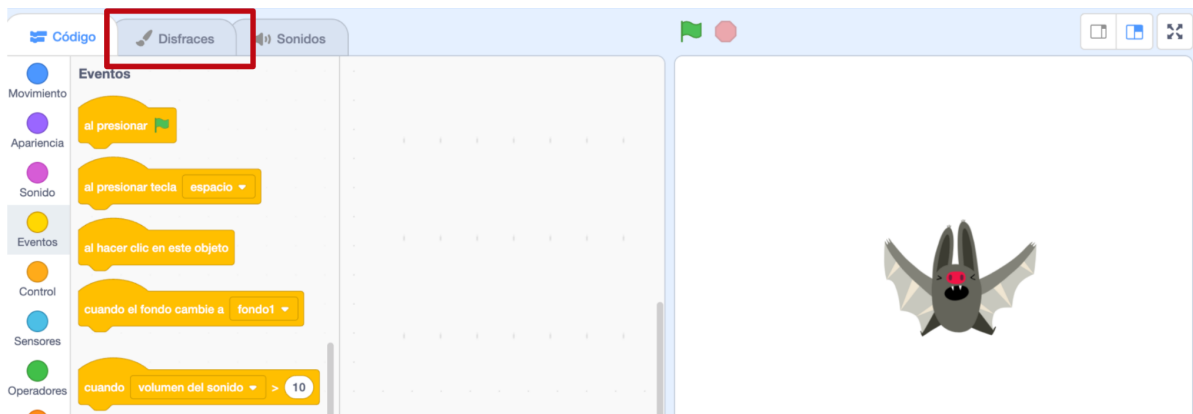 Código
Disfraces
Sonidos
Movimiento
Apariencia
Sonido
Eventos
Control
Sensores
Operadores
Eventos
al presionar
al presionar tecla espacio
al hacer clic en este objeto
cuando el fondo cambie a fondo1
cuando volumen del sonido > 10